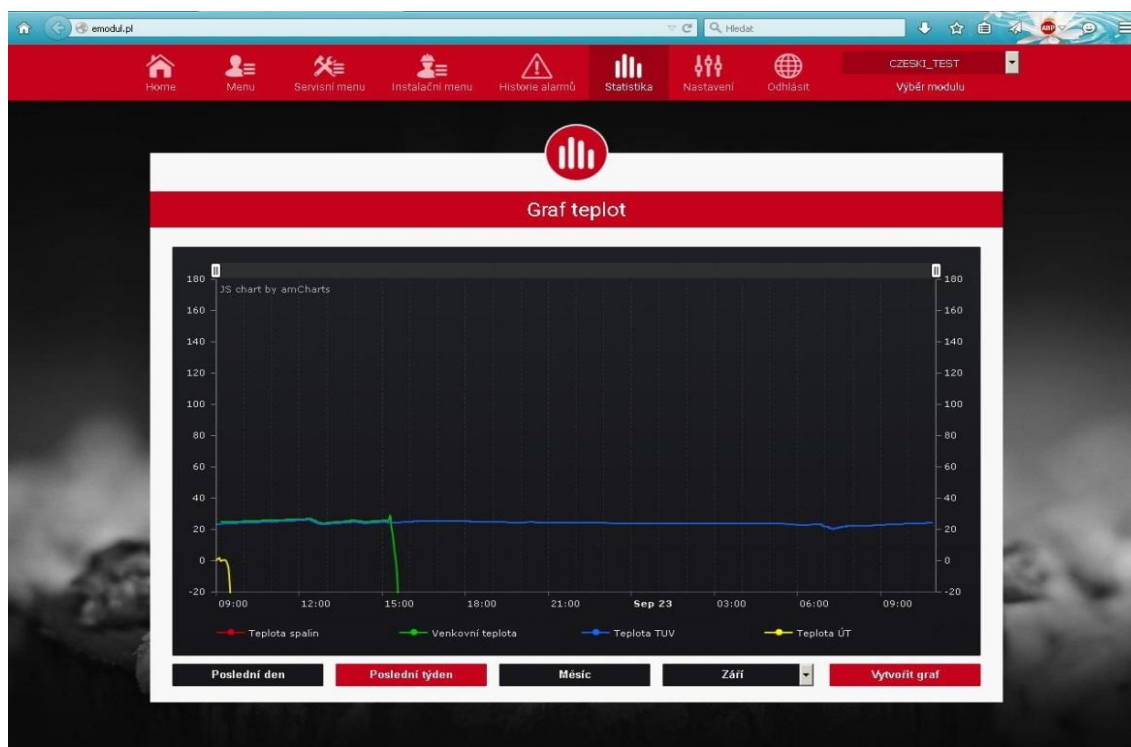 emodul.pl
Hledat
ABP
Home
Menu
Servisní menu
Instalační menu
Historie alarmů
Statistika
Nastavení
Odhlásit
CZESKI_TEST
Výběr modulu
Graf teplot
JS chart by amCharts
180 180
160 160
140 140
120 120
100 100
80 80
60 60
40 40
20 20
0 0
-20 -20
09:00 12:00 15:00 18:00 21:00 Sep 23 03:00 06:00 09:00
Teplota spalin Venkovní teplota Teplota TUV Teplota ÚT
Poslední den Poslední týden Měsíc Září Vytvořit graf